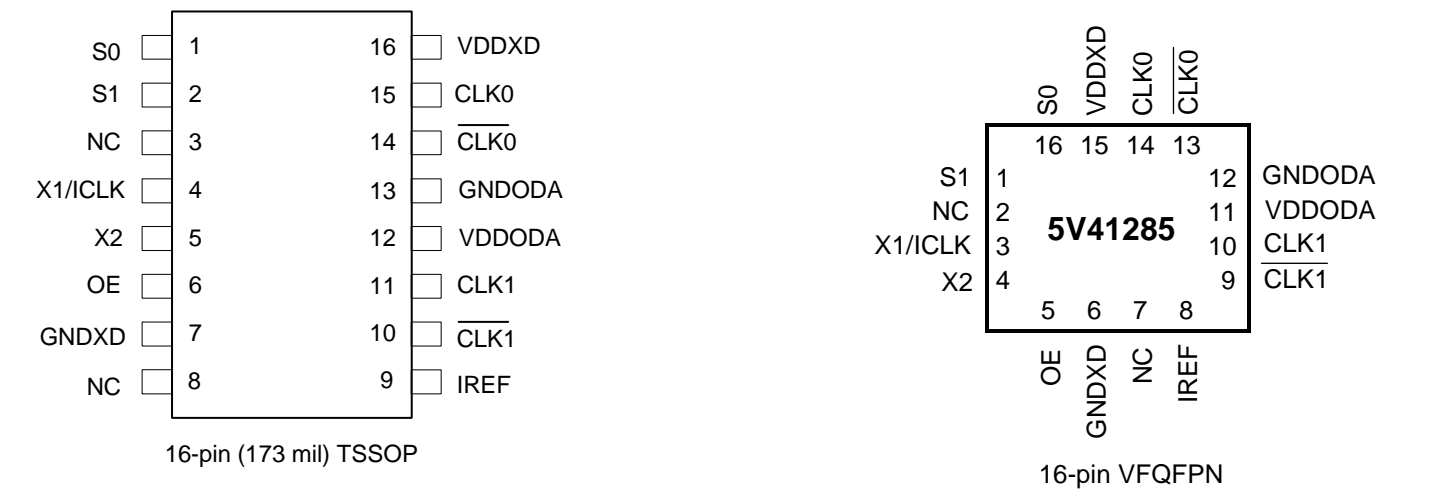 S0 1 16 VDDXD
S1 2 15 CLK0
NC 3 14 CLK0
X1/ICLK 4 13 GNDODA
X2 5 12 VDDODA
OE 6 11 CLK1
GNDXD 7 10 CLK1
NC 8 9 IREF
16-pin (173 mil) TSSOP
S0 VDDXD CLK0 CLK0
16 15 14 13
S1 1 12 GNDODA
NC 2 11 VDDODA
5V41285
X1/ICLK 3 10 CLK1
X2 4 9 CLK1
5 6 7 8
OE GNDXD NC IREF
16-pin VFQFPN